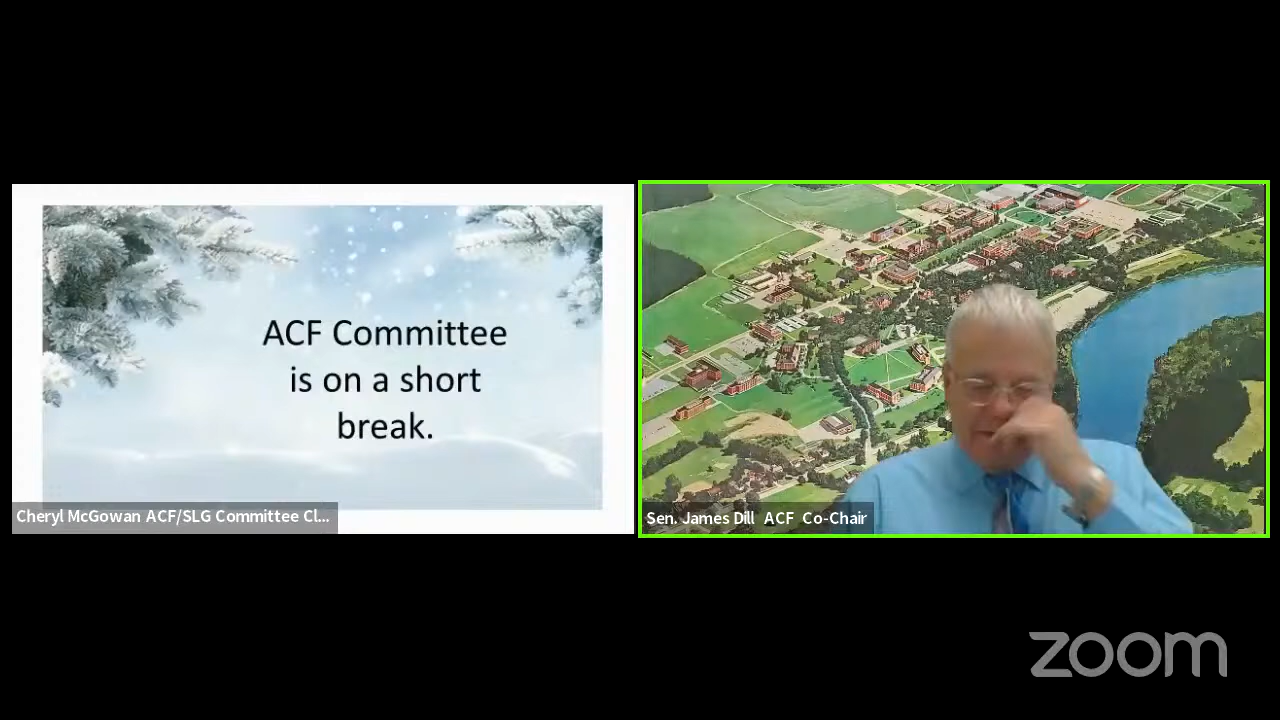 ACF Committee
is on a short
break.
Cheryl McGowan ACF/SLG Committee Cl...
Sen. James Dill ACF Co-Chair
zoom